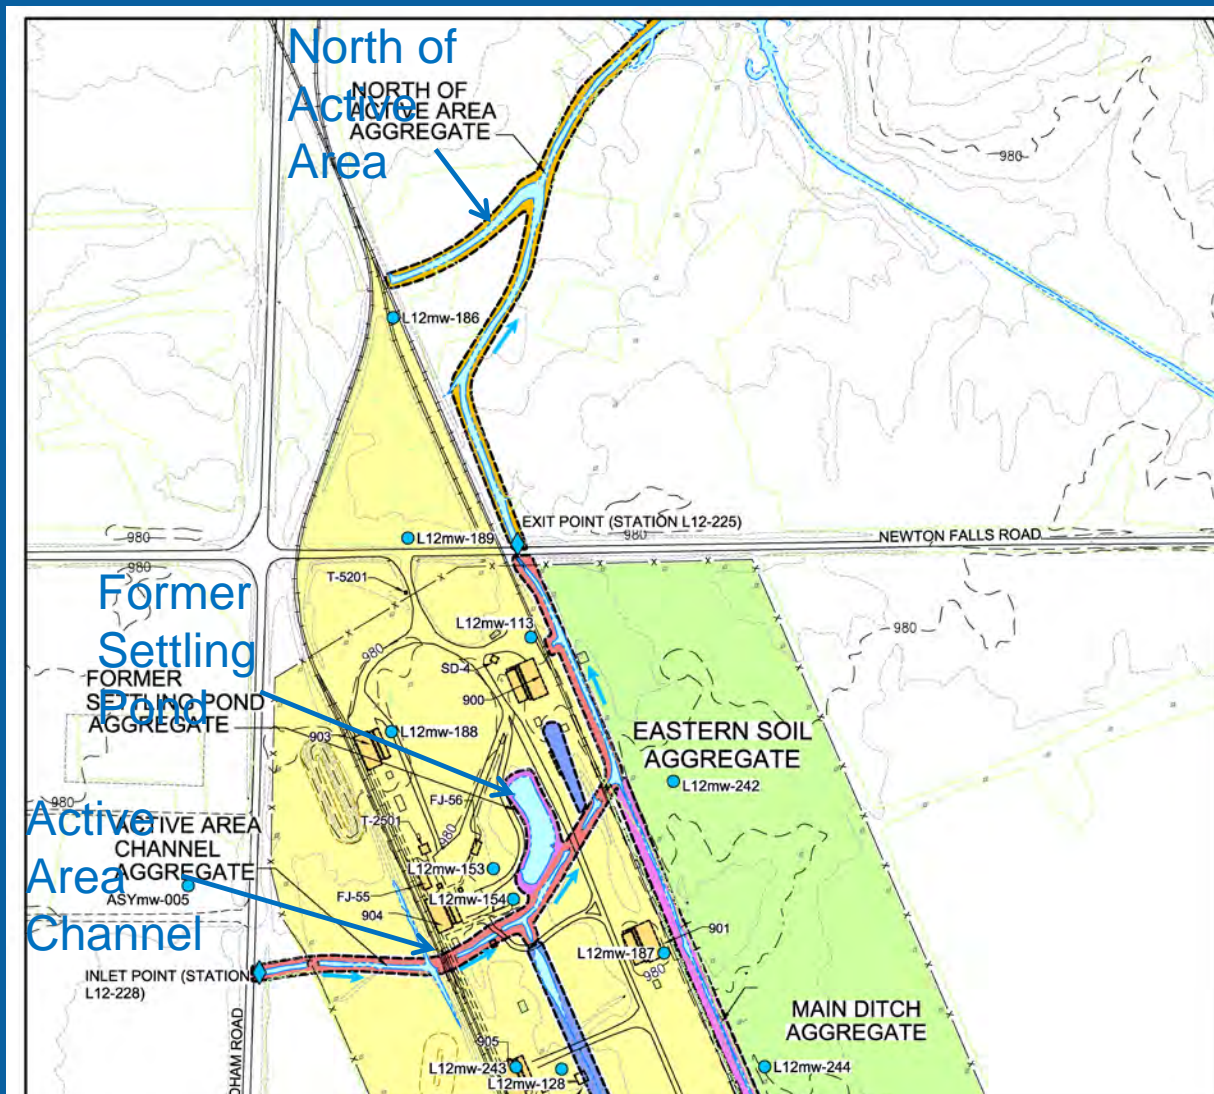 North of
Active
Area
NORTH OF
ACTIVE AREA
AGGREGATE
980
L12mw-186
EXIT POINT (STATION L12-225)
980
NEWTON FALLS ROAD
980
L12mw-189
980
T-5201
Former
Settling
Pond
L12mw-113
980
980
SD-4
FORMER
SETTLING POND
AGGREGATE
900
903
L12mw-188
EASTERN SOIL
AGGREGATE
L12mw-242
FJ-56
980
T-2501
980
Active
Area
Channel
ACTIVE AREA
CHANNEL
AGGREGATE
L12mw-153
ASYmw-005
FJ-55
L12mw-154
904
901
L12mw-187
980
INLET POINT (STATION
L12-228)
MAIN DITCH
AGGREGATE
DHAM ROAD
905
L12mw-243
L12mw-128
L12mw-244